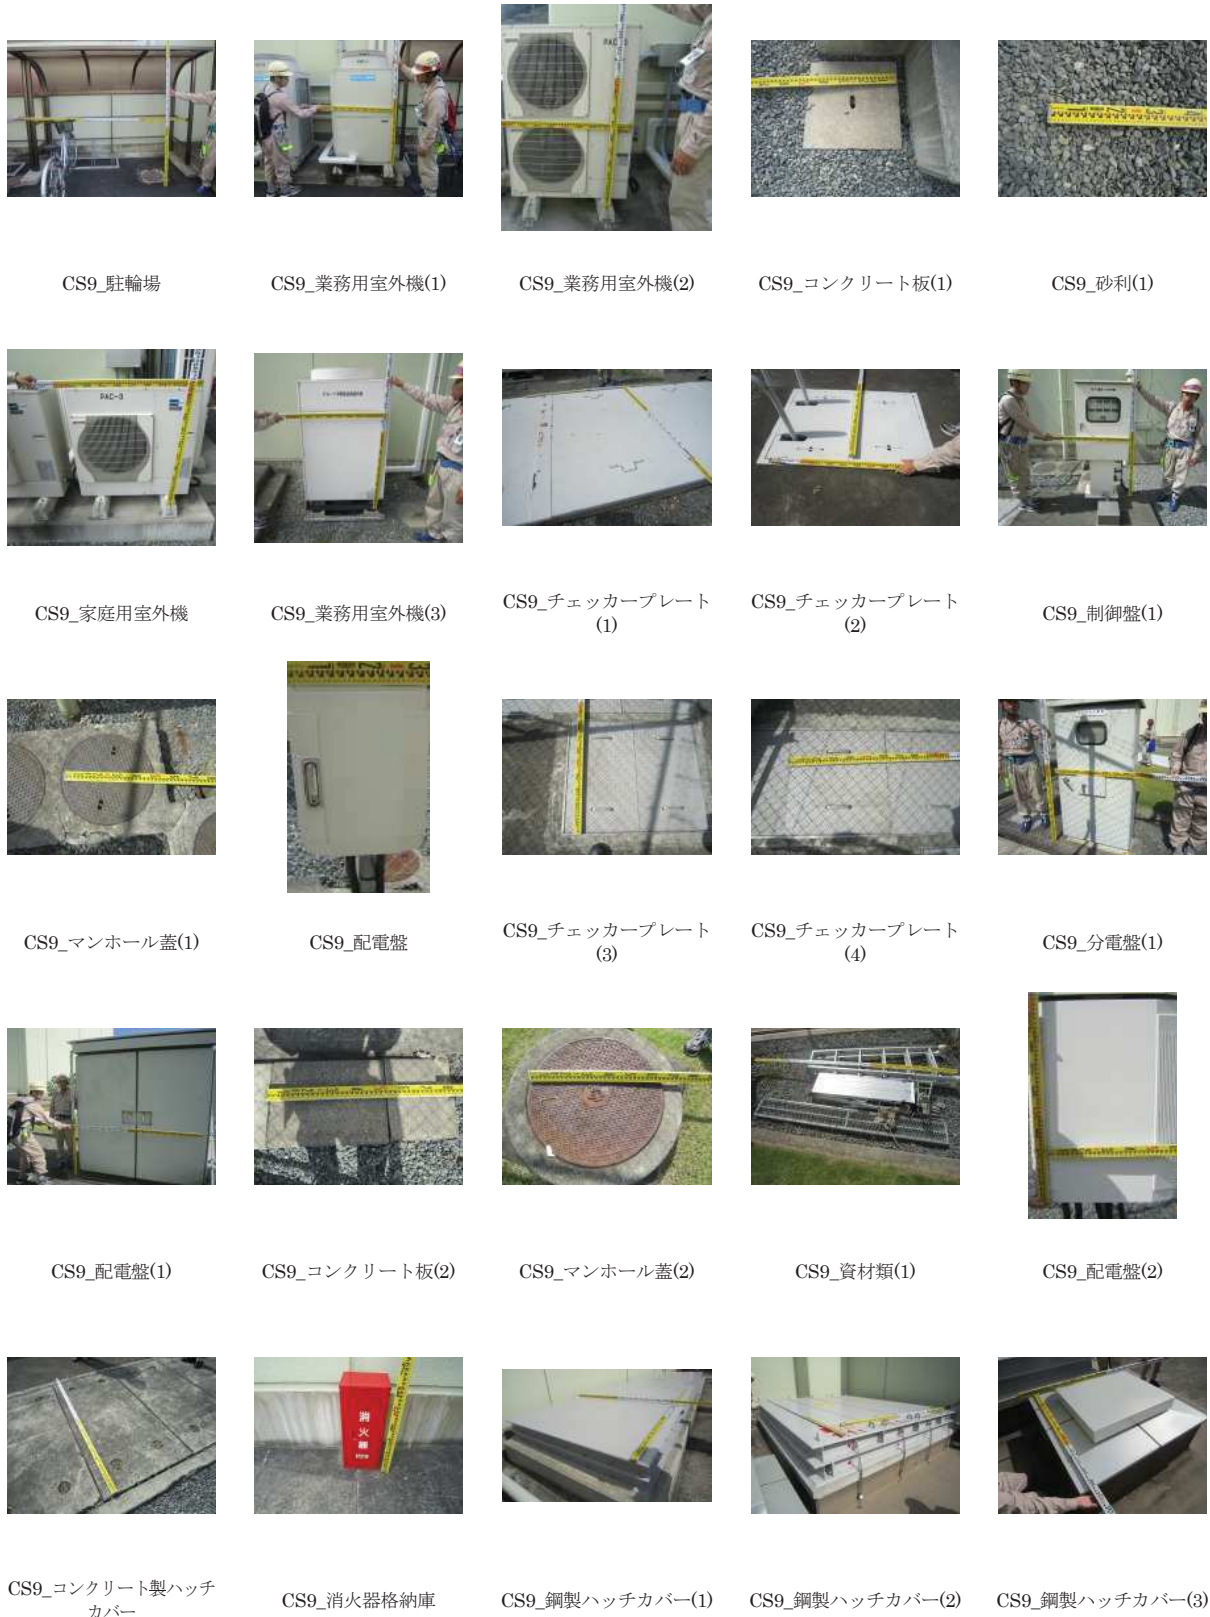 PAC-3
CS9_駐輪場
CS9_業務用室外機(1)
CS9_業務用室外機(2)
CS9_コンクリート板(1)
CS9_砂利(1)
PAC-3
CS9_家庭用室外機
CS9_業務用室外機(3)
CS9_チェッカープレート
(1)
CS9_チェッカープレート
(2)
CS9_制御盤(1)
CS9_マンホール蓋(1)
CS9_配電盤
CS9_チェッカープレート
(3)
CS9_チェッカープレート
(4)
CS9_分電盤(1)
CS9_配電盤(1)
CS9_コンクリート板(2)
CS9_マンホール蓋(2)
CS9_資材類(1)
CS9_配電盤(2)
消火器
CS9_コンクリート製ハッチ
カバー
CS9_消火器格納庫
CS9_鋼製ハッチカバー(1)
CS9_鋼製ハッチカバー(2)
CS9_鋼製ハッチカバー(3)